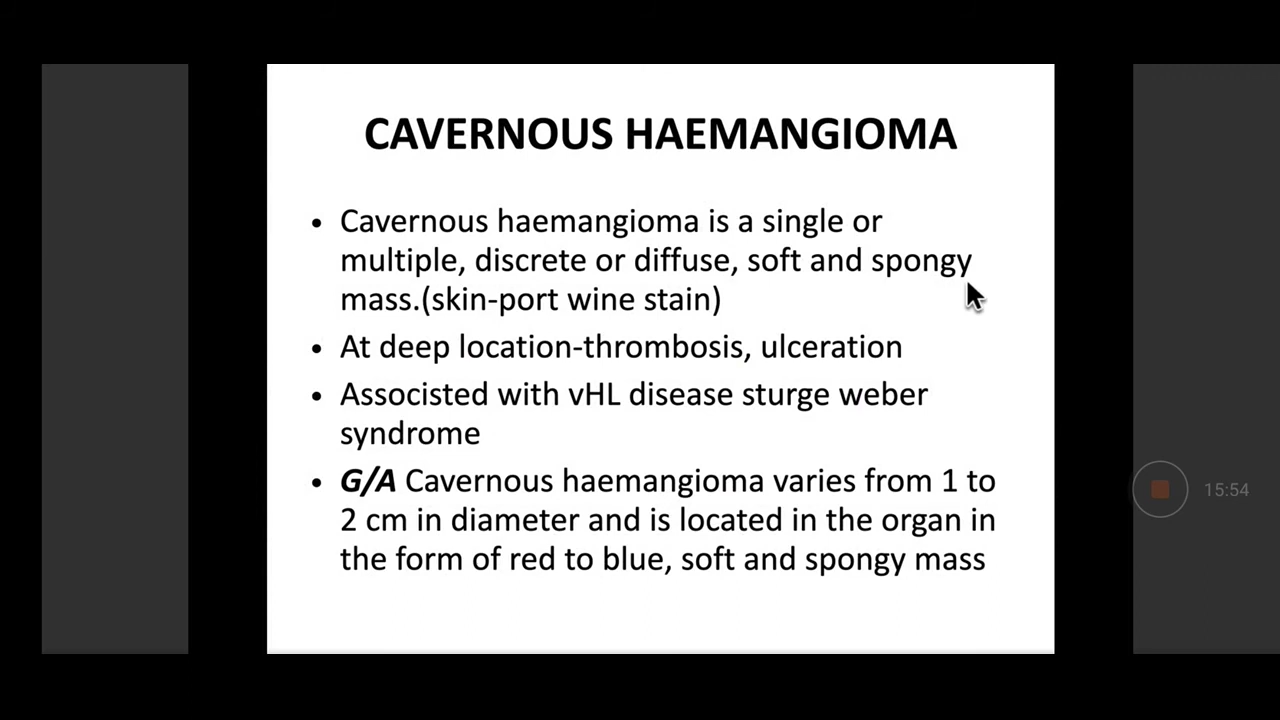 CAVERNOUS HAEMANGIOMA
• Cavernous haemangioma is a single or
multiple, discrete or diffuse, soft and spongy
mass.(skin-port wine stain)
• At deep location-thrombosis, ulceration
• Associsted with vHL disease sturge weber
syndrome
• G/A Cavernous haemangioma varies from 1 to
2 cm in diameter and is located in the organ in
the form of red to blue, soft and spongy mass
15:54